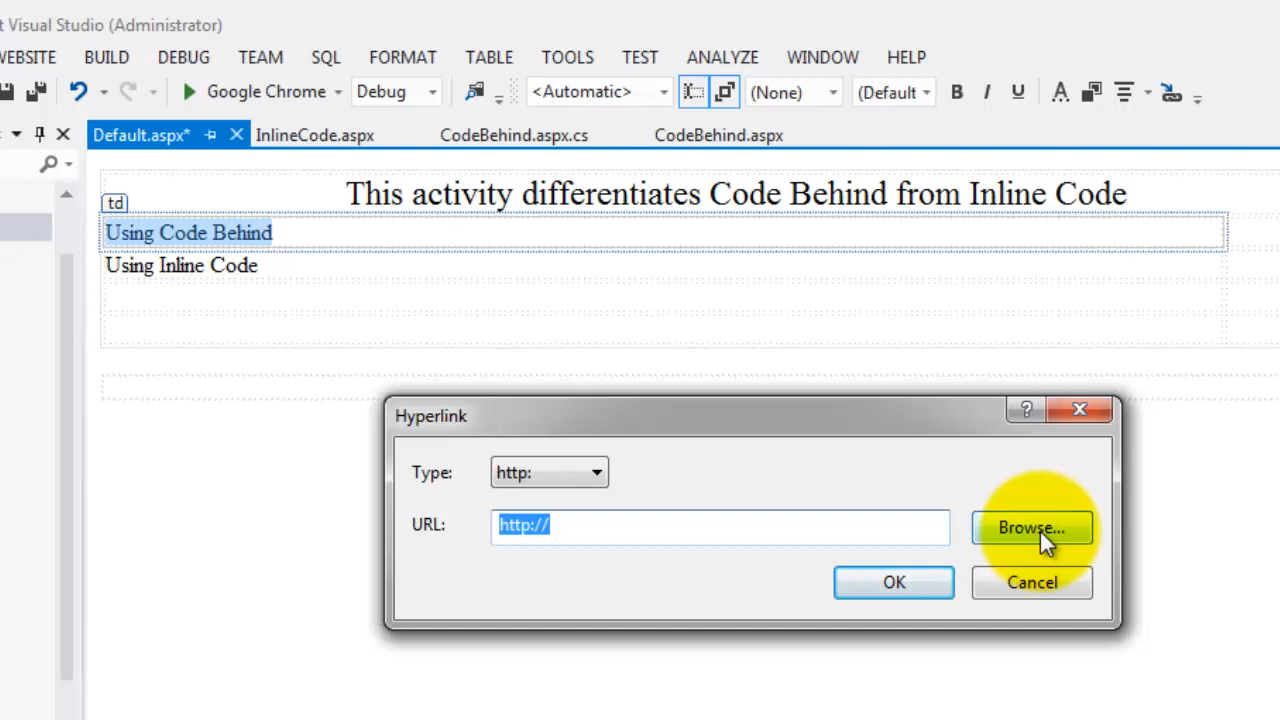 t Visual Studio (Administrator)
WEBSITE BUILD DEBUG TEAM SQL FORMAT TABLE TOOLS TEST ANALYZE WINDOW HELP
Google Chrome Debug <Automatic> (None) (Default B I U A
Default.aspx* InlineCode.aspx CodeBehind.aspx.cs CodeBehind.aspx
This activity differentiates Code Behind from Inline Code
td
Using Code Behind
Using Inline Code
Hyperlink ?
Type: http:
URL: http:// Browse...
OK Cancel